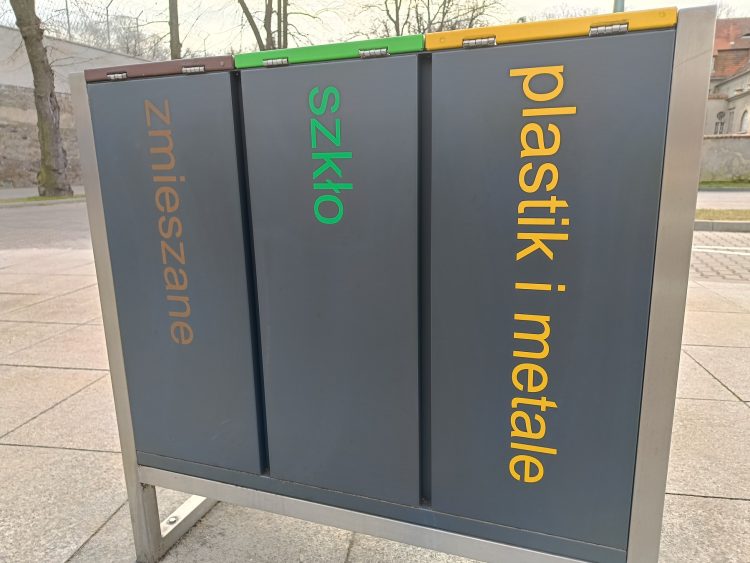 zmieszane
szkło
plastik i metale